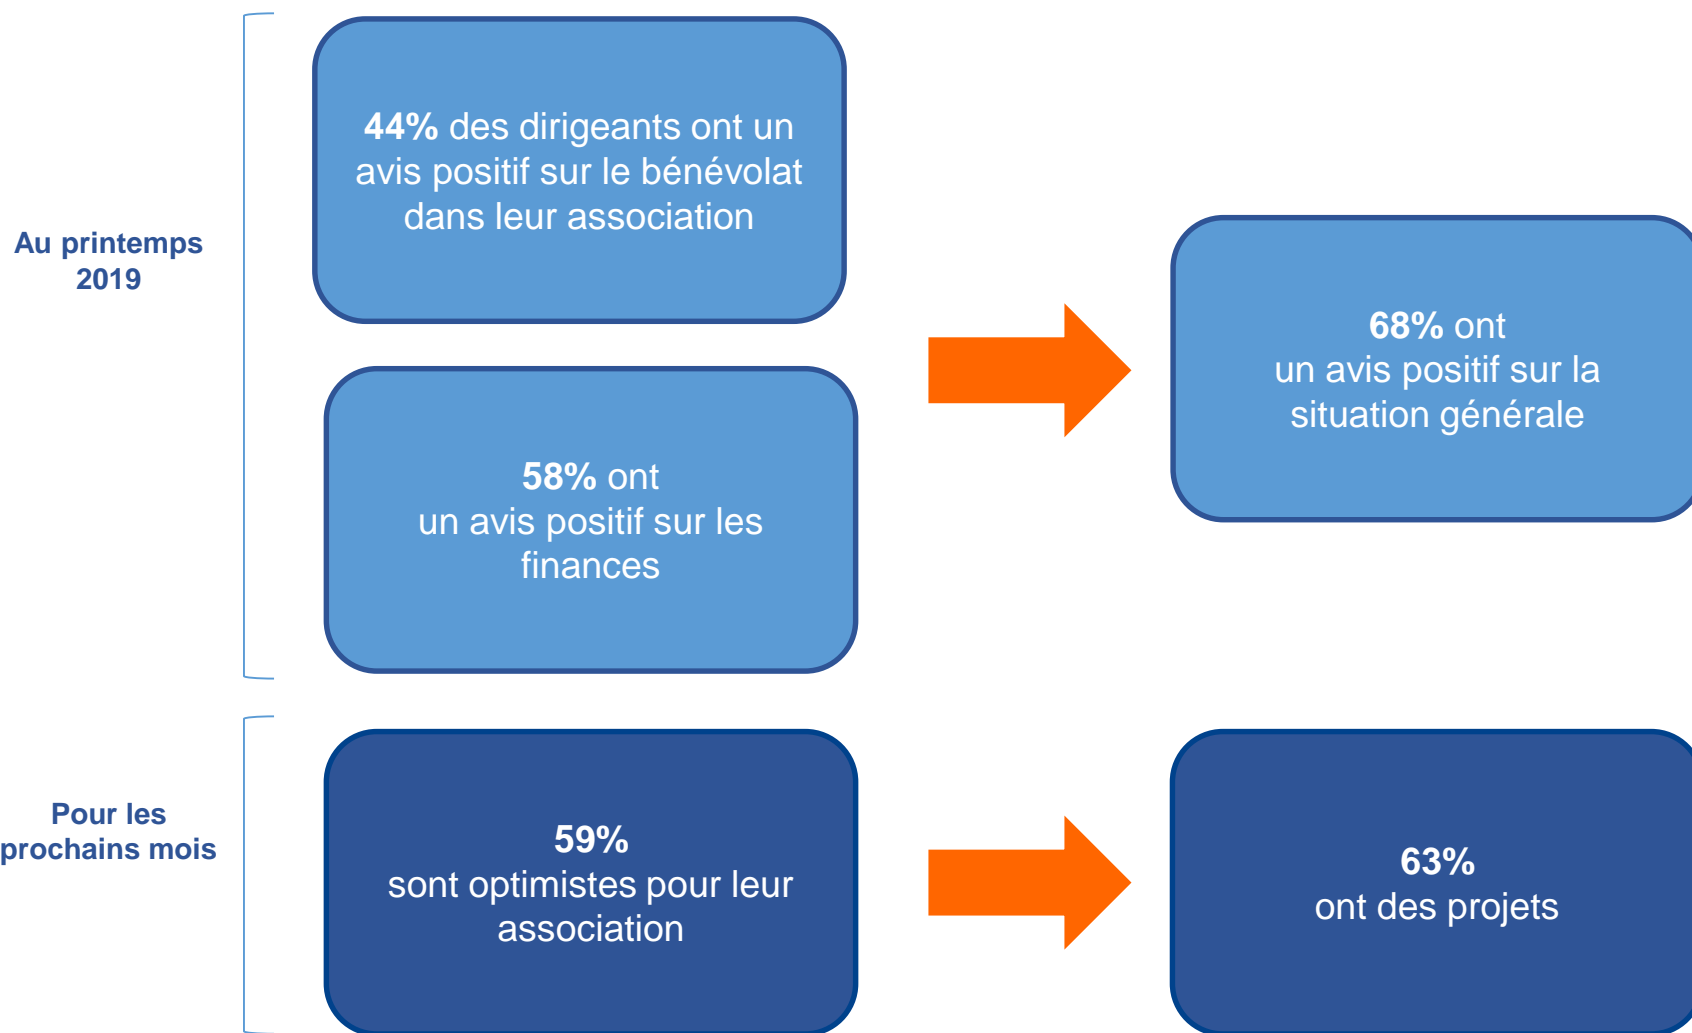 Au printemps
2019
44% des dirigeants ont un
avis positif sur le bénévolat
dans leur association
58% ont
un avis positif sur les
finances
68% ont
un avis positif sur la
situation générale
Pour les
prochains mois
59%
sont optimistes pour leur
association
63%
ont des projets